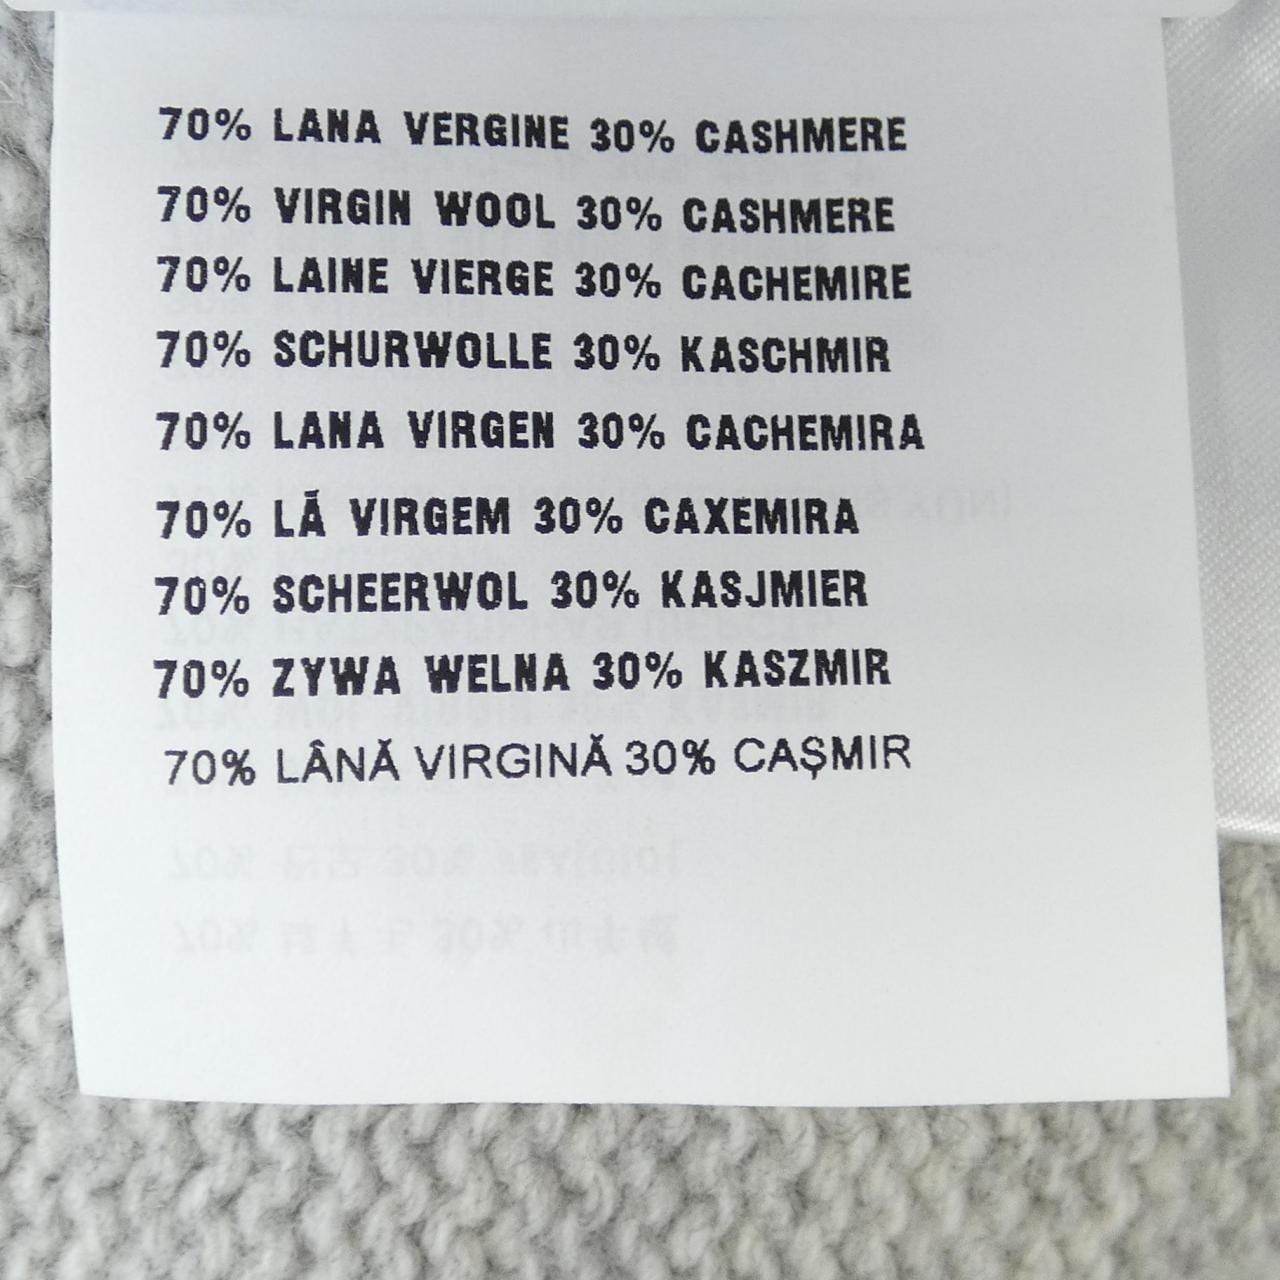 70% LANA VERGINE 30% CASHMERE
70% VIRGIN WOOL 30% CASHMERE
70% LAINE VIERGE 30% CACHEMIRE
70% SCHURWOLLE 30% KASCHMIR
70% LANA VIRGEN 30% CACHEMIRA
70% LÃ VIRGEM 30% CAXEMIRA
70% SCHEERWOL 30% KASJMIER
70% ZYWA WELNA 30% KASZMIR
70% LÂNĂ VIRGINĂ 30% CAȘMIR